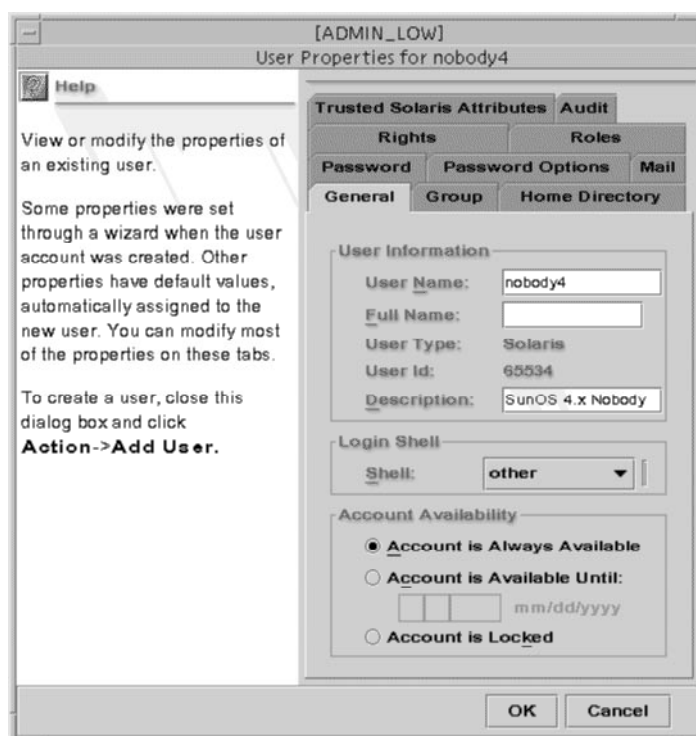 [ADMIN_LOW]
User Properties for nobody4
Help
View or modify the properties of
an existing user.
Some properties were set
through a wizard when the user
account was created. Other
properties have default values,
automatically assigned to the
new user. You can modify most
of the properties on these tabs.
To create a user, close this
dialog box and click
Action->Add User.
Trusted Solaris Attributes Audit
Rights Roles
Password Password Options Mail
General Group Home Directory
User Information
User Name: nobody4
Full Name:
User Type: Solaris
User Id: 65534
Description: SunOS 4.x Nobody
Login Shell
Shell: other
Account Availability
Account is Always Available
Account is Available Until:
mm/dd/yyyy
Account is Locked
OK Cancel